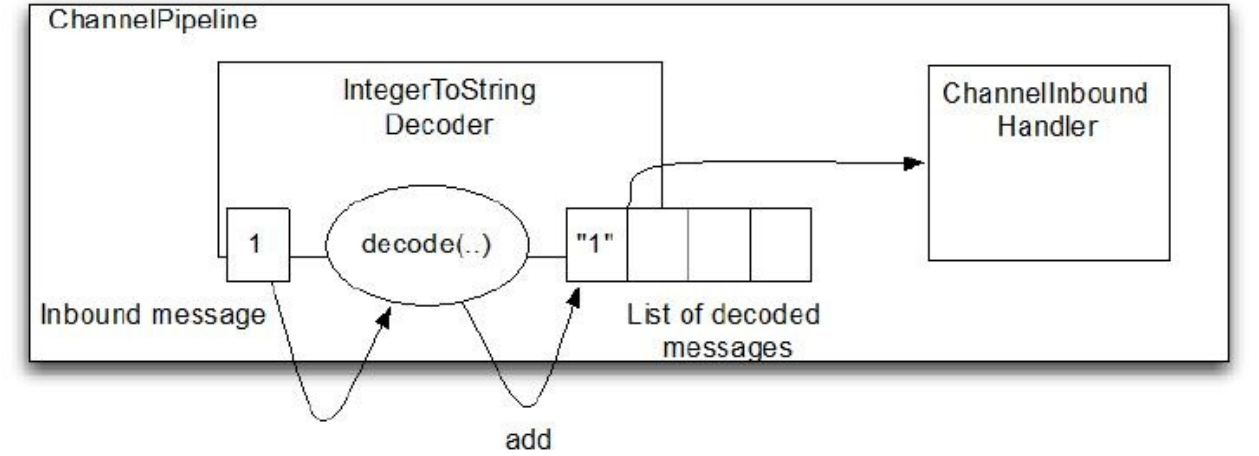 ChannelPipeline
IntegerToString
Decoder
ChannelInbound
Handler
1
decode(..)
"1"
Inbound message
List of decoded
messages
add